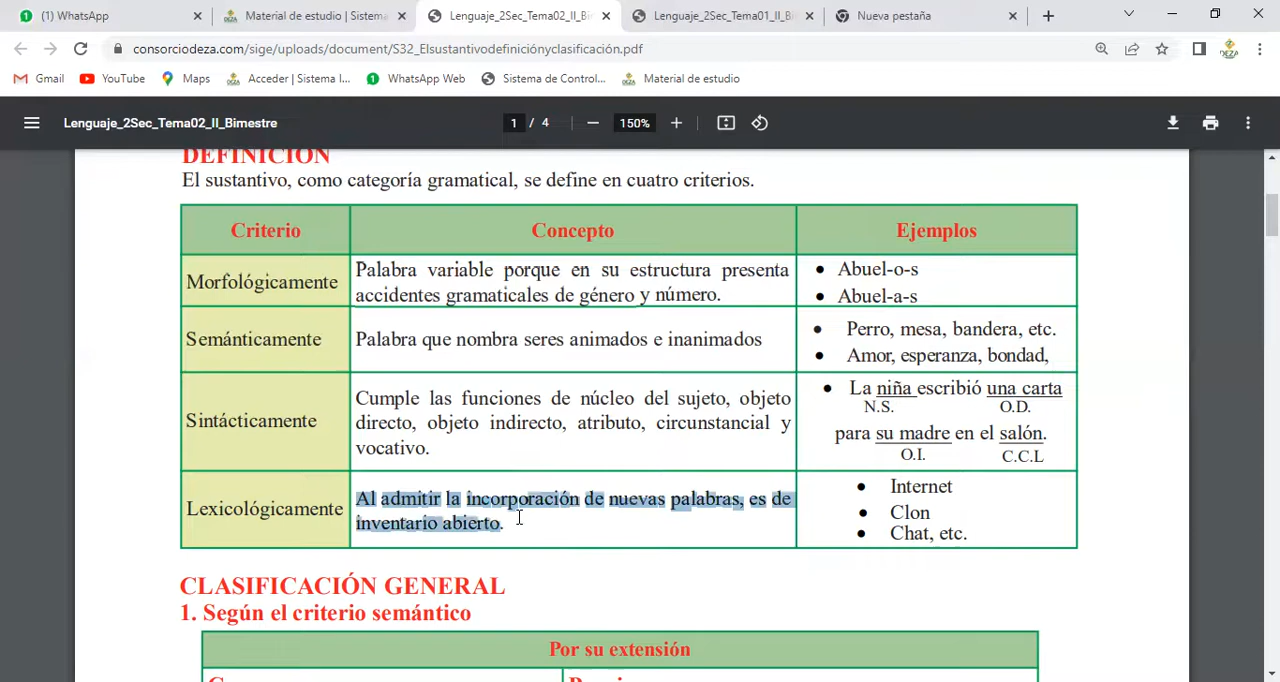 (1) WhatsApp
Material de estudio | Sistema
Lenguaje_2Sec_Tema02_II_Bi
Lenguaje_2Sec_Tema01_II_B
Nueva pestaña
consorciodeza.com/sige/uploads/document/S32_Elsustantivodefiniciónyclasificación.pdf
Gmail
YouTube
Maps
Acceder | Sistema I...
WhatsApp Web
Sistema de Control...
Material de estudio
Lenguaje_2Sec_Tema02_II_Bimestre
1 / 4
150%
DEFINICIÓN
El sustantivo, como categoría gramatical, se define en cuatro criterios.
Criterio
Concepto
Ejemplos
Morfológicamente
Palabra variable porque en su estructura presenta
accidentes gramaticales de género y número.
• Abuel-o-s
• Abuel-a-s
Semánticamente
Palabra que nombra seres animados e inanimados
• Perro, mesa, bandera, etc.
• Amor, esperanza, bondad,
Sintácticamente
Cumple las funciones de núcleo del sujeto, objeto
directo, objeto indirecto, atributo, circunstancial y
vocativo.
• La niña escribió una carta
N.S. O.D.
para su madre en el salón.
O.I. C.C.L
Lexicológicamente
Al admitir la incorporación de nuevas palabras, es de
inventario abierto.
• Internet
• Clon
• Chat, etc.
CLASIFICACIÓN GENERAL
1. Según el criterio semántico
Por su extensión